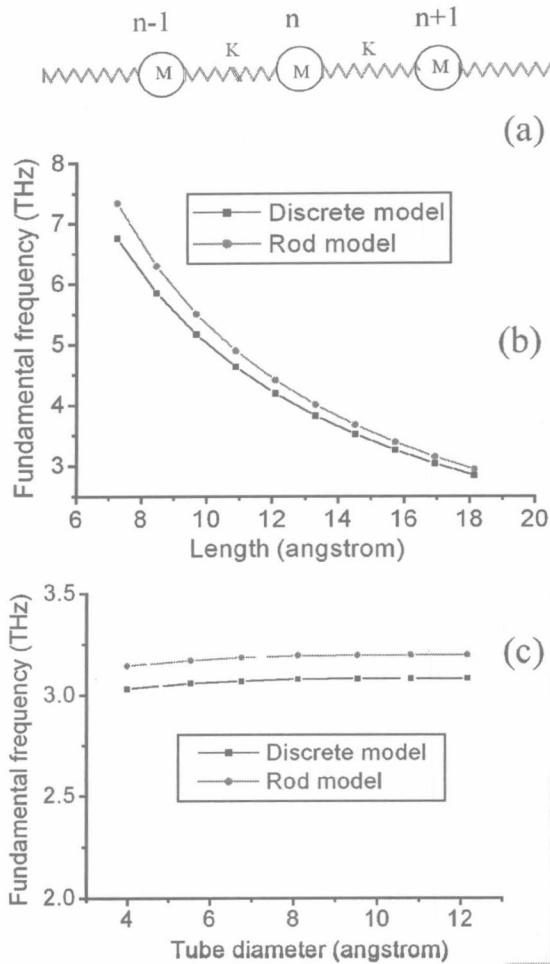 n-1 n n+1
K K
M M M
(a)
8
7
6
5
4
3
Fundamental frequency (THz)
Discrete model
Rod model
(b)
6 8 10 12 14 16 18 20
Length (angstrom)
3.5
3.0
2.5
2.0
Fundamental frequency (THz)
(c)
Discrete model
Rod model
4 6 8 10 12
Tube diameter (angstrom)